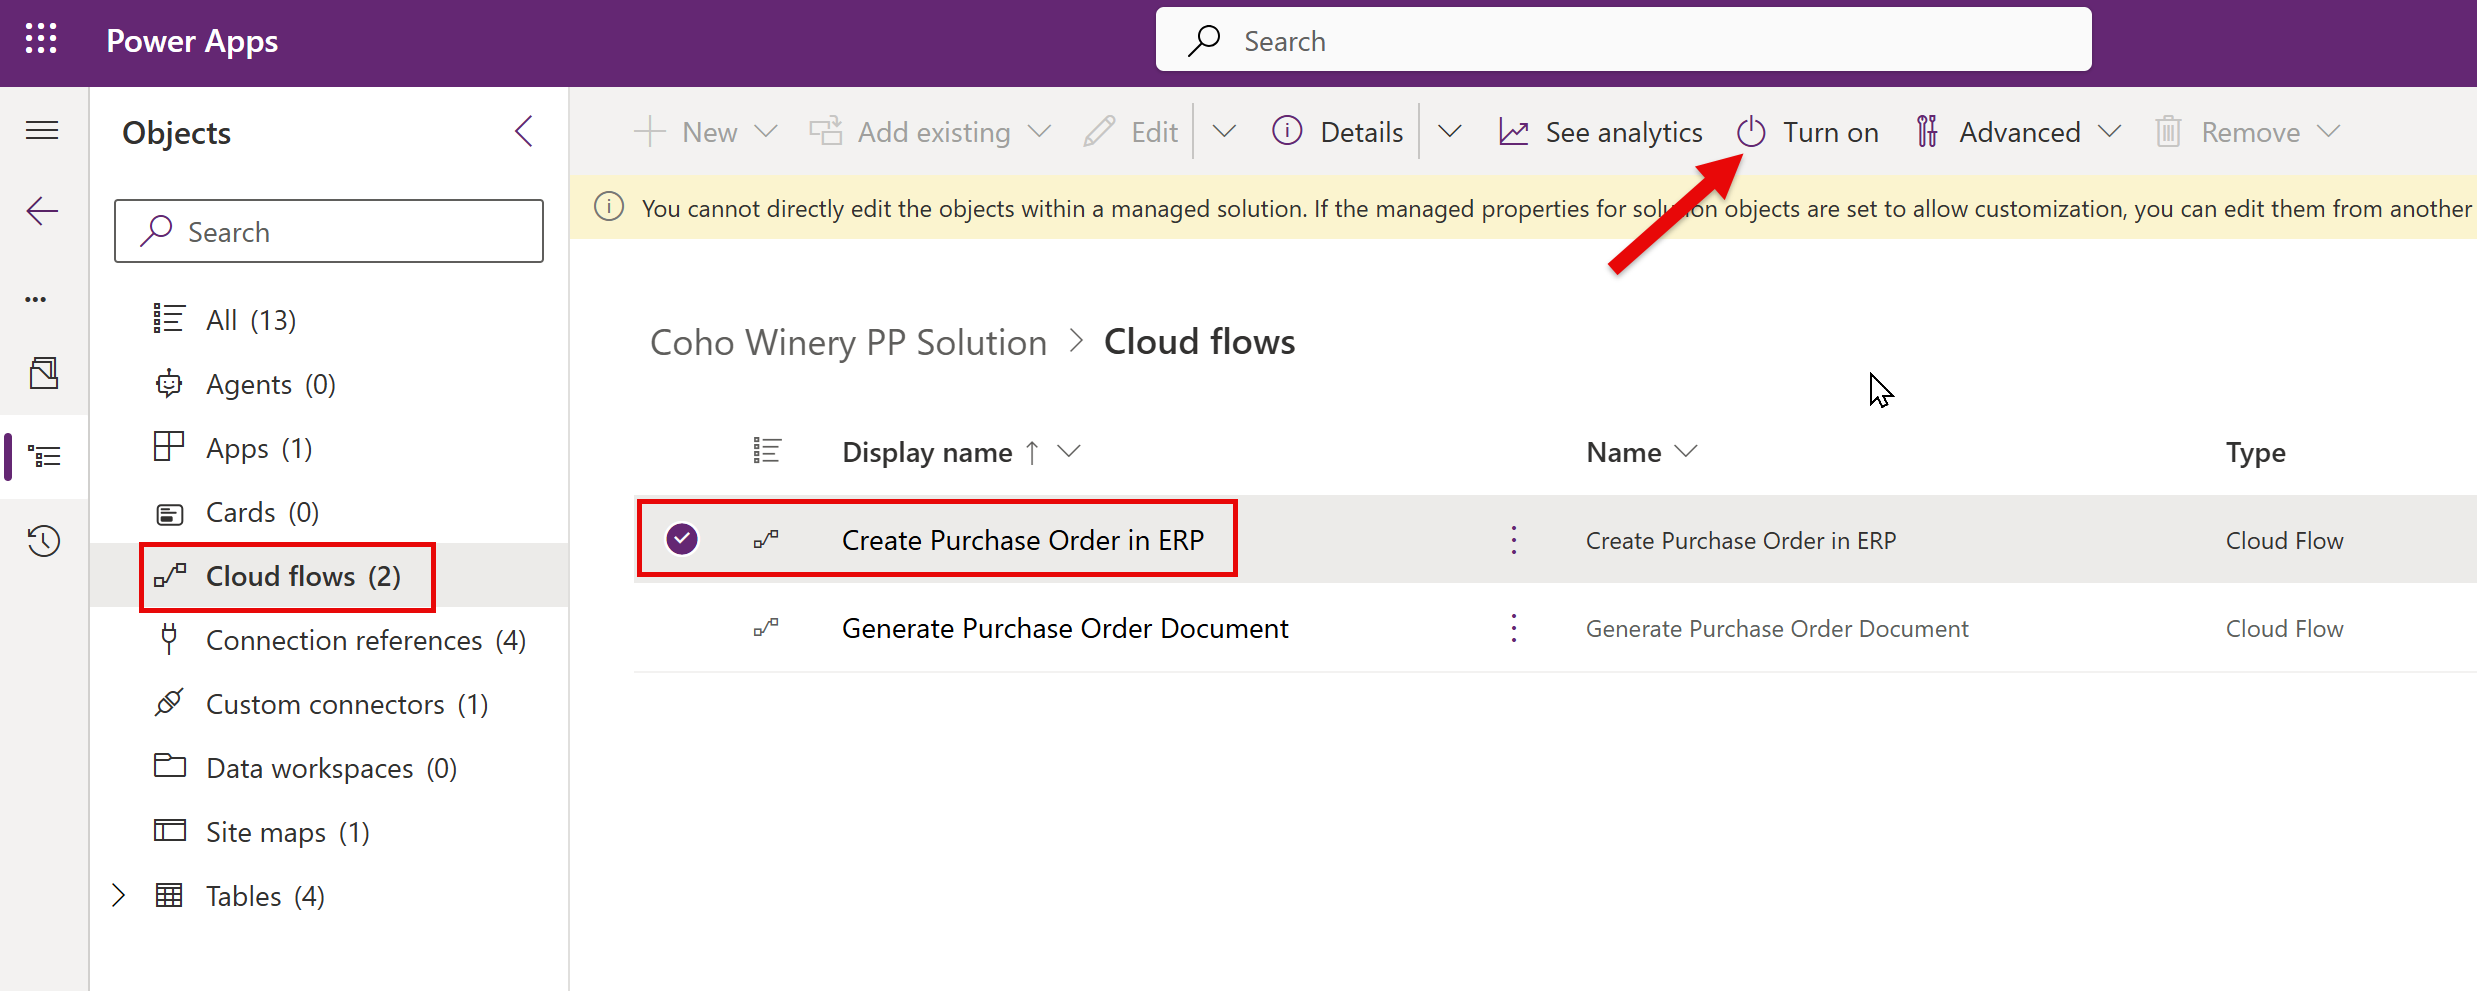 Power Apps
Search
Objects
New
Add existing
Edit
Details
See analytics
Turn on
Advanced
Remove
You cannot directly edit the objects within a managed solution. If the managed properties for solution objects are set to allow customization, you can edit them from another
Search
All (13)
Agents (0)
Apps (1)
Cards (0)
Cloud flows (2)
Connection references (4)
Custom connectors (1)
Data workspaces (0)
Site maps (1)
Tables (4)
Coho Winery PP Solution > Cloud flows
Display name ↑
Name
Type
Create Purchase Order in ERP
Create Purchase Order in ERP
Cloud Flow
Generate Purchase Order Document
Generate Purchase Order Document
Cloud Flow